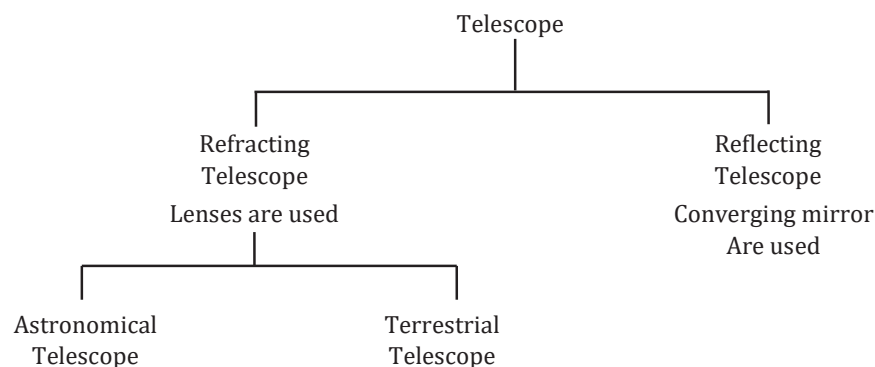 Telescope
Refracting
Telescope
Lenses are used
Reflecting
Telescope
Converging mirror
Are used
Astronomical
Telescope
Terrestrial
Telescope